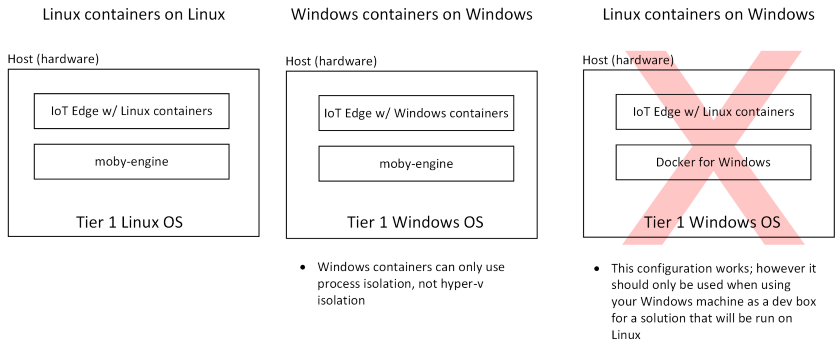 Linux containers on Linux
Host (hardware)
IoT Edge w/ Linux containers
moby-engine
Tier 1 Linux OS
Windows containers on Windows
Host (hardware)
IoT Edge w/ Windows containers
moby-engine
Tier 1 Windows OS
• Windows containers can only use
process isolation, not hyper-v
isolation
Linux containers on Windows
Host (hardware)
IoT Edge w/ Linux containers
Docker for Windows
Tier 1 Windows OS
• This configuration works; however it
should only be used when using
your Windows machine as a dev box
for a solution that will be run on
Linux